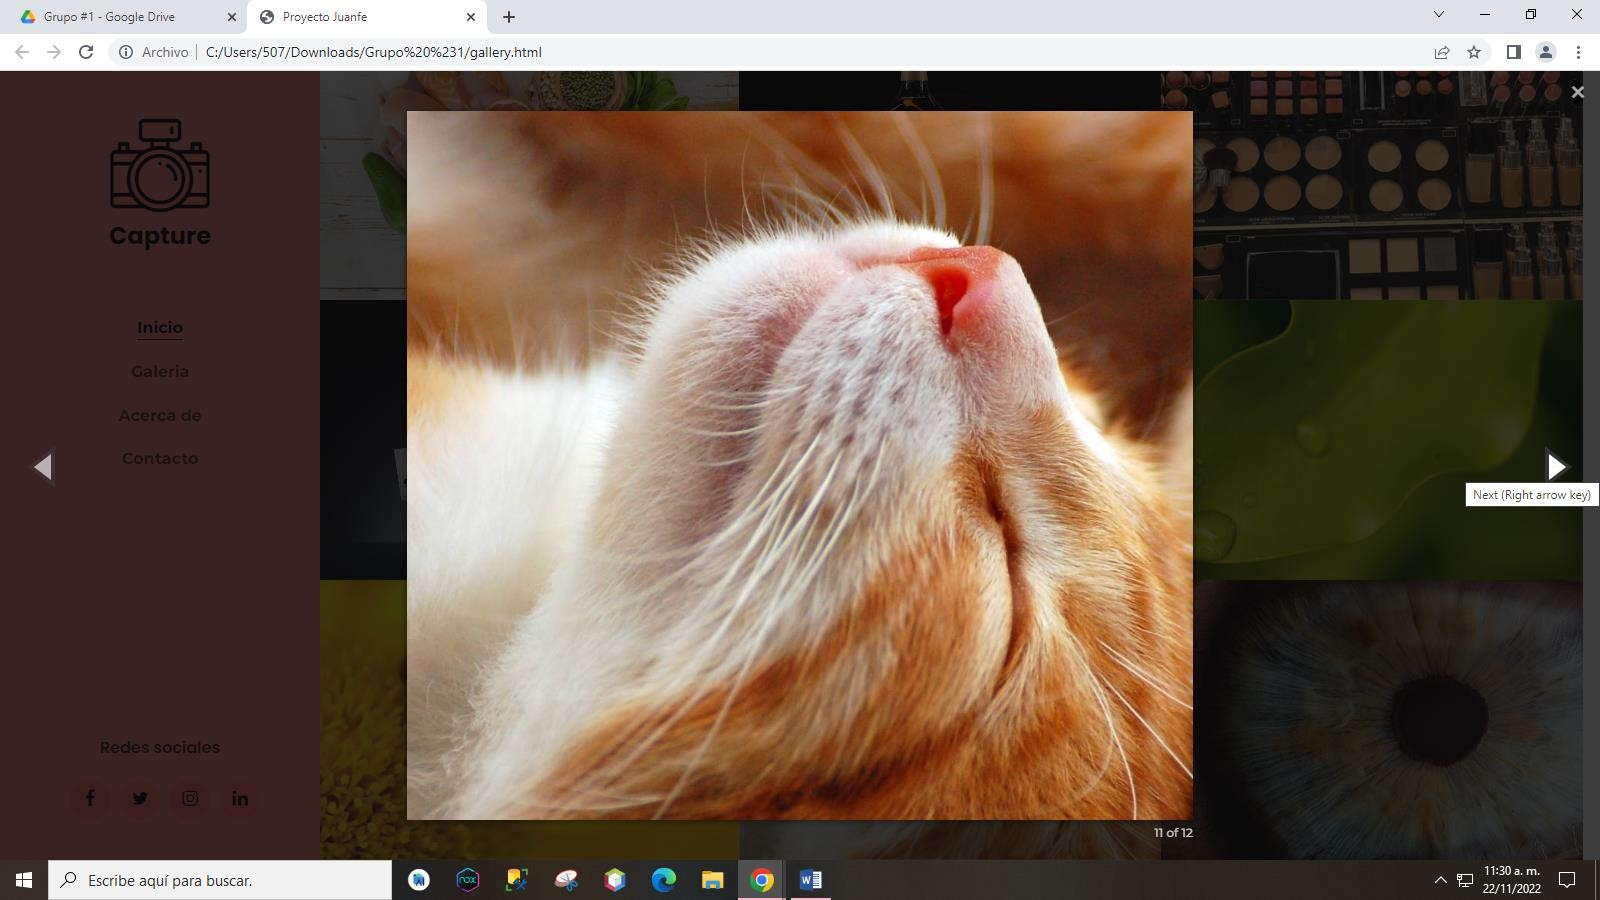 Grupo #1 - Google Drive
Proyecto Juanfe
Archivo
C:/Users/507/Downloads/Grupo%20%231/gallery.html
Capture
Inicio
Galeria
Acerca de
Contacto
Next (Right arrow key)
Redes sociales
11 of 12
Escribe aquí para buscar.
nox
W
11:30 a. m.
22/11/2022